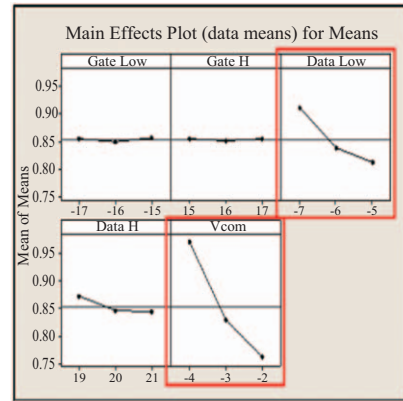 Main Effects Plot (data means) for Means
Gate Low Gate H Data Low
0.95
0.90
0.85
0.80
0.75
-17 -16 -15 15 16 17 -7 -6 -5
Mean of Means
Data H Vcom
0.95
0.90
0.85
0.80
0.75
19 20 21 -4 -3 -2